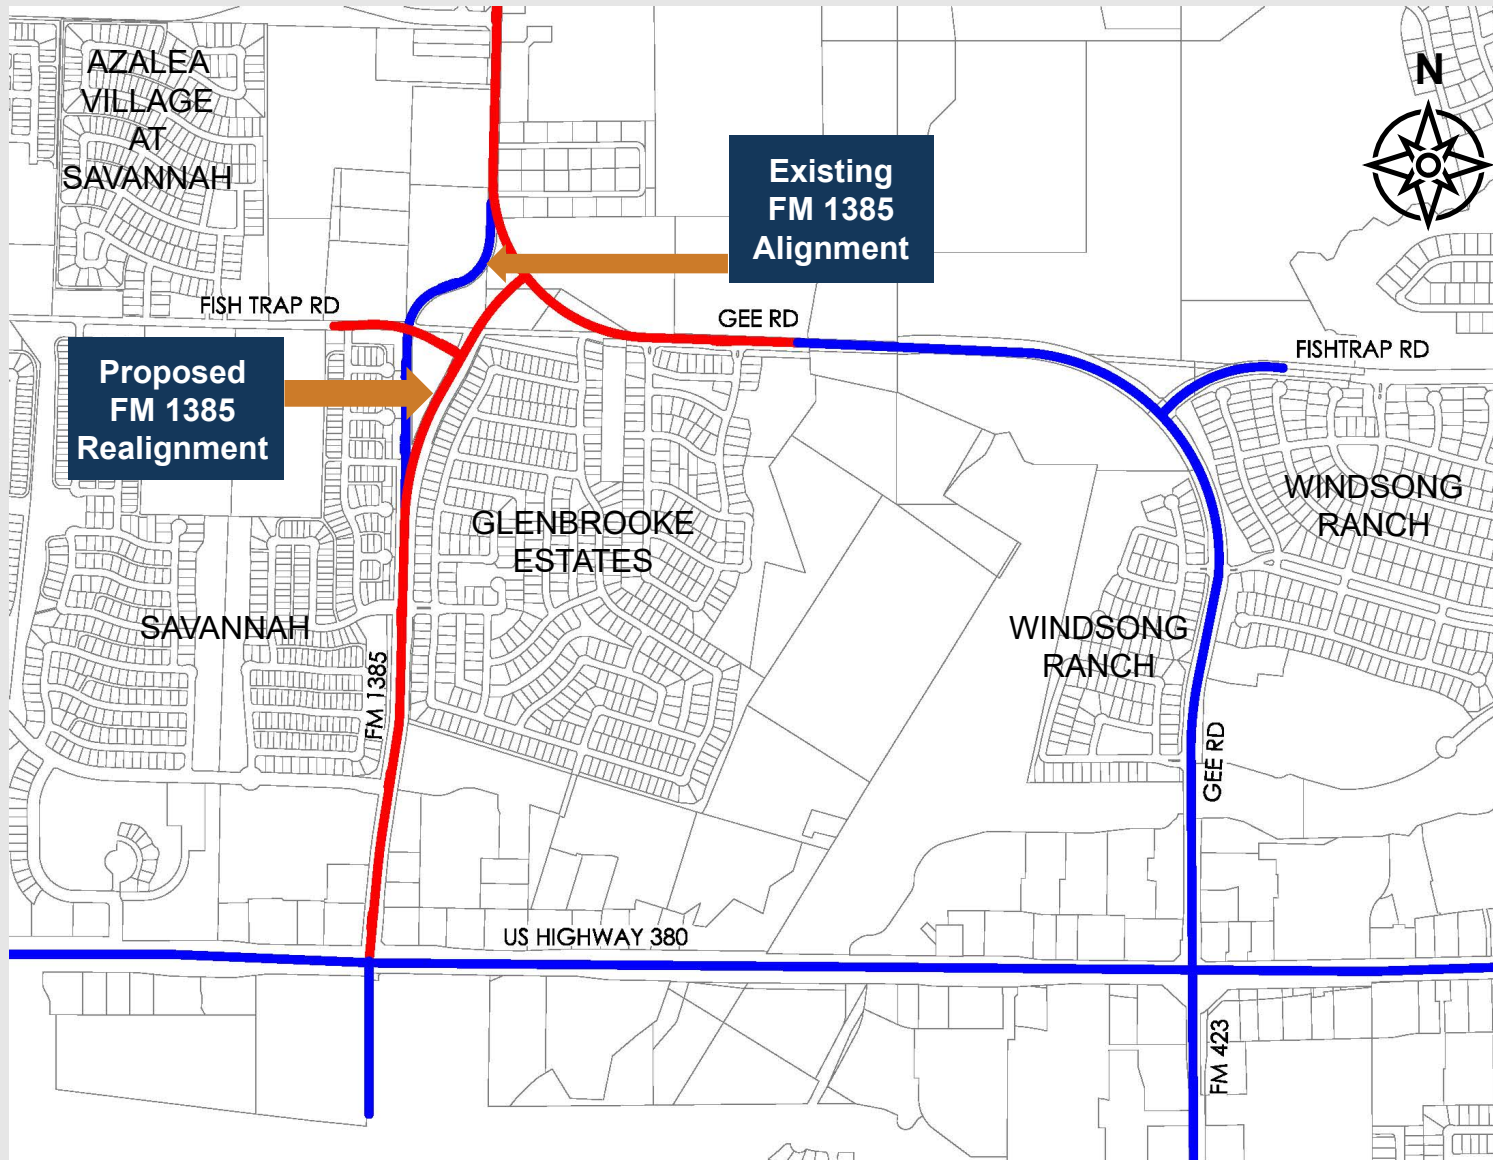 AZALEA
VILLAGE
AT
SAVANNAH
N
Existing
FM 1385
Alignment
FISH TRAP RD
GEE RD
FISHTRAP RD
Proposed
FM 1385
Realignment
GLENBROOKE
ESTATES
WINDSONG
RANCH
SAVANNAH
WINDSONG
RANCH
FM 1385
GEE RD
US HIGHWAY 380
FM 423